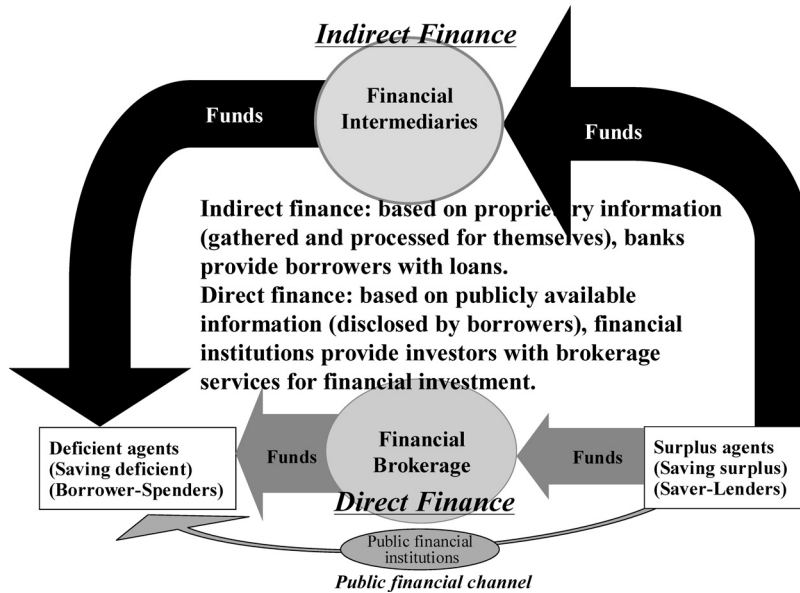 Indirect Finance
Financial
Intermediaries
Funds
Funds
Indirect finance: based on proprietary information
(gathered and processed for themselves), banks
provide borrowers with loans.
Direct finance: based on publicly available
information (disclosed by borrowers), financial
institutions provide investors with brokerage
services for financial investment.
Deficient agents
(Saving deficient)
(Borrower-Spenders)
Funds
Financial
Brokerage
Funds
Surplus agents
(Saving surplus)
(Saver-Lenders)
Direct Finance
Public financial
institutions
Public financial channel